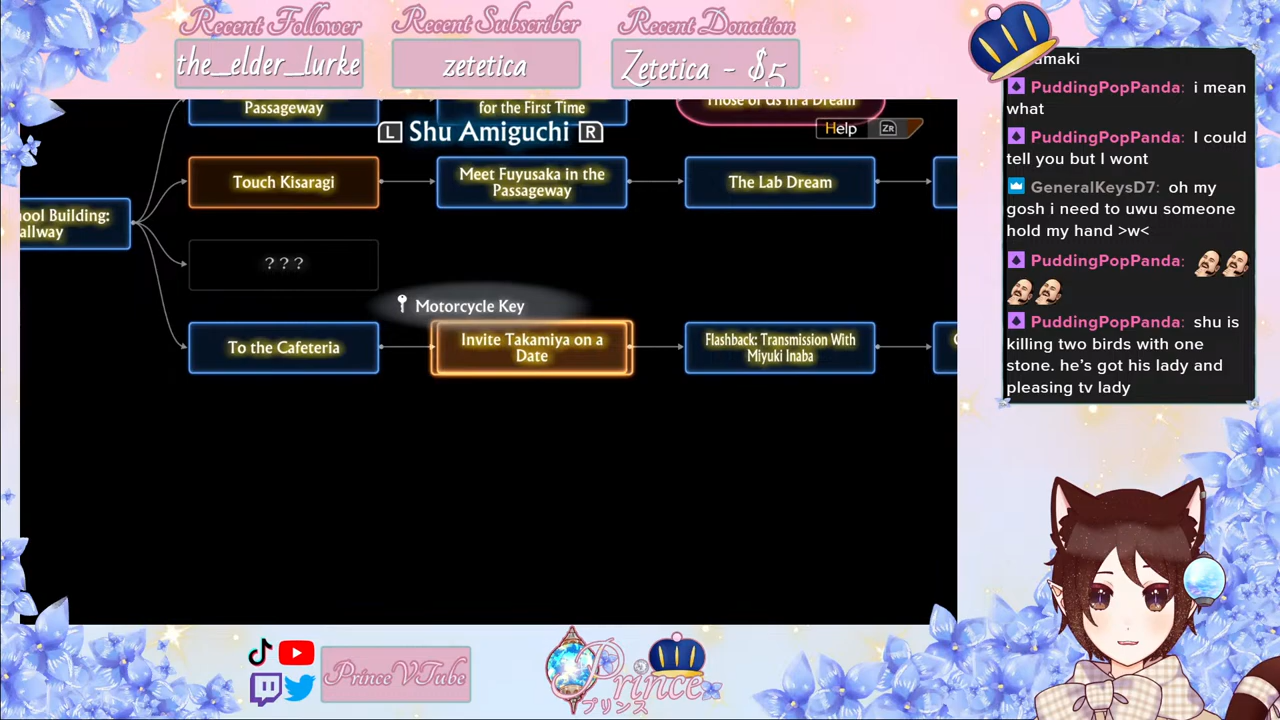 Recent Follower
the_elder_lurke
Recent Subscriber
zetetica
Recent Donation
Zetetica - $5
Passageway
for the First Time
Those of Us in a Dream
L Shu Amiguchi R
Help ZR
Touch Kisaragi
Meet Fuyusaka in the
Passageway
The Lab Dream
hool Building:
allway
? ? ?
Motorcycle Key
To the Cafeteria
Invite Takamiya on a
Date
Flashback: Transmission With
Miyuki Inaba
amaki
PuddingPopPanda: i mean
what
PuddingPopPanda: I could
tell you but I wont
GeneralKeysD7: oh my
gosh i need to uwu someone
hold my hand >w<
PuddingPopPanda:
PuddingPopPanda: shu is
killing two birds with one
stone. he's got his lady and
pleasing tv lady
PrinceVTube
Prince
プリンス